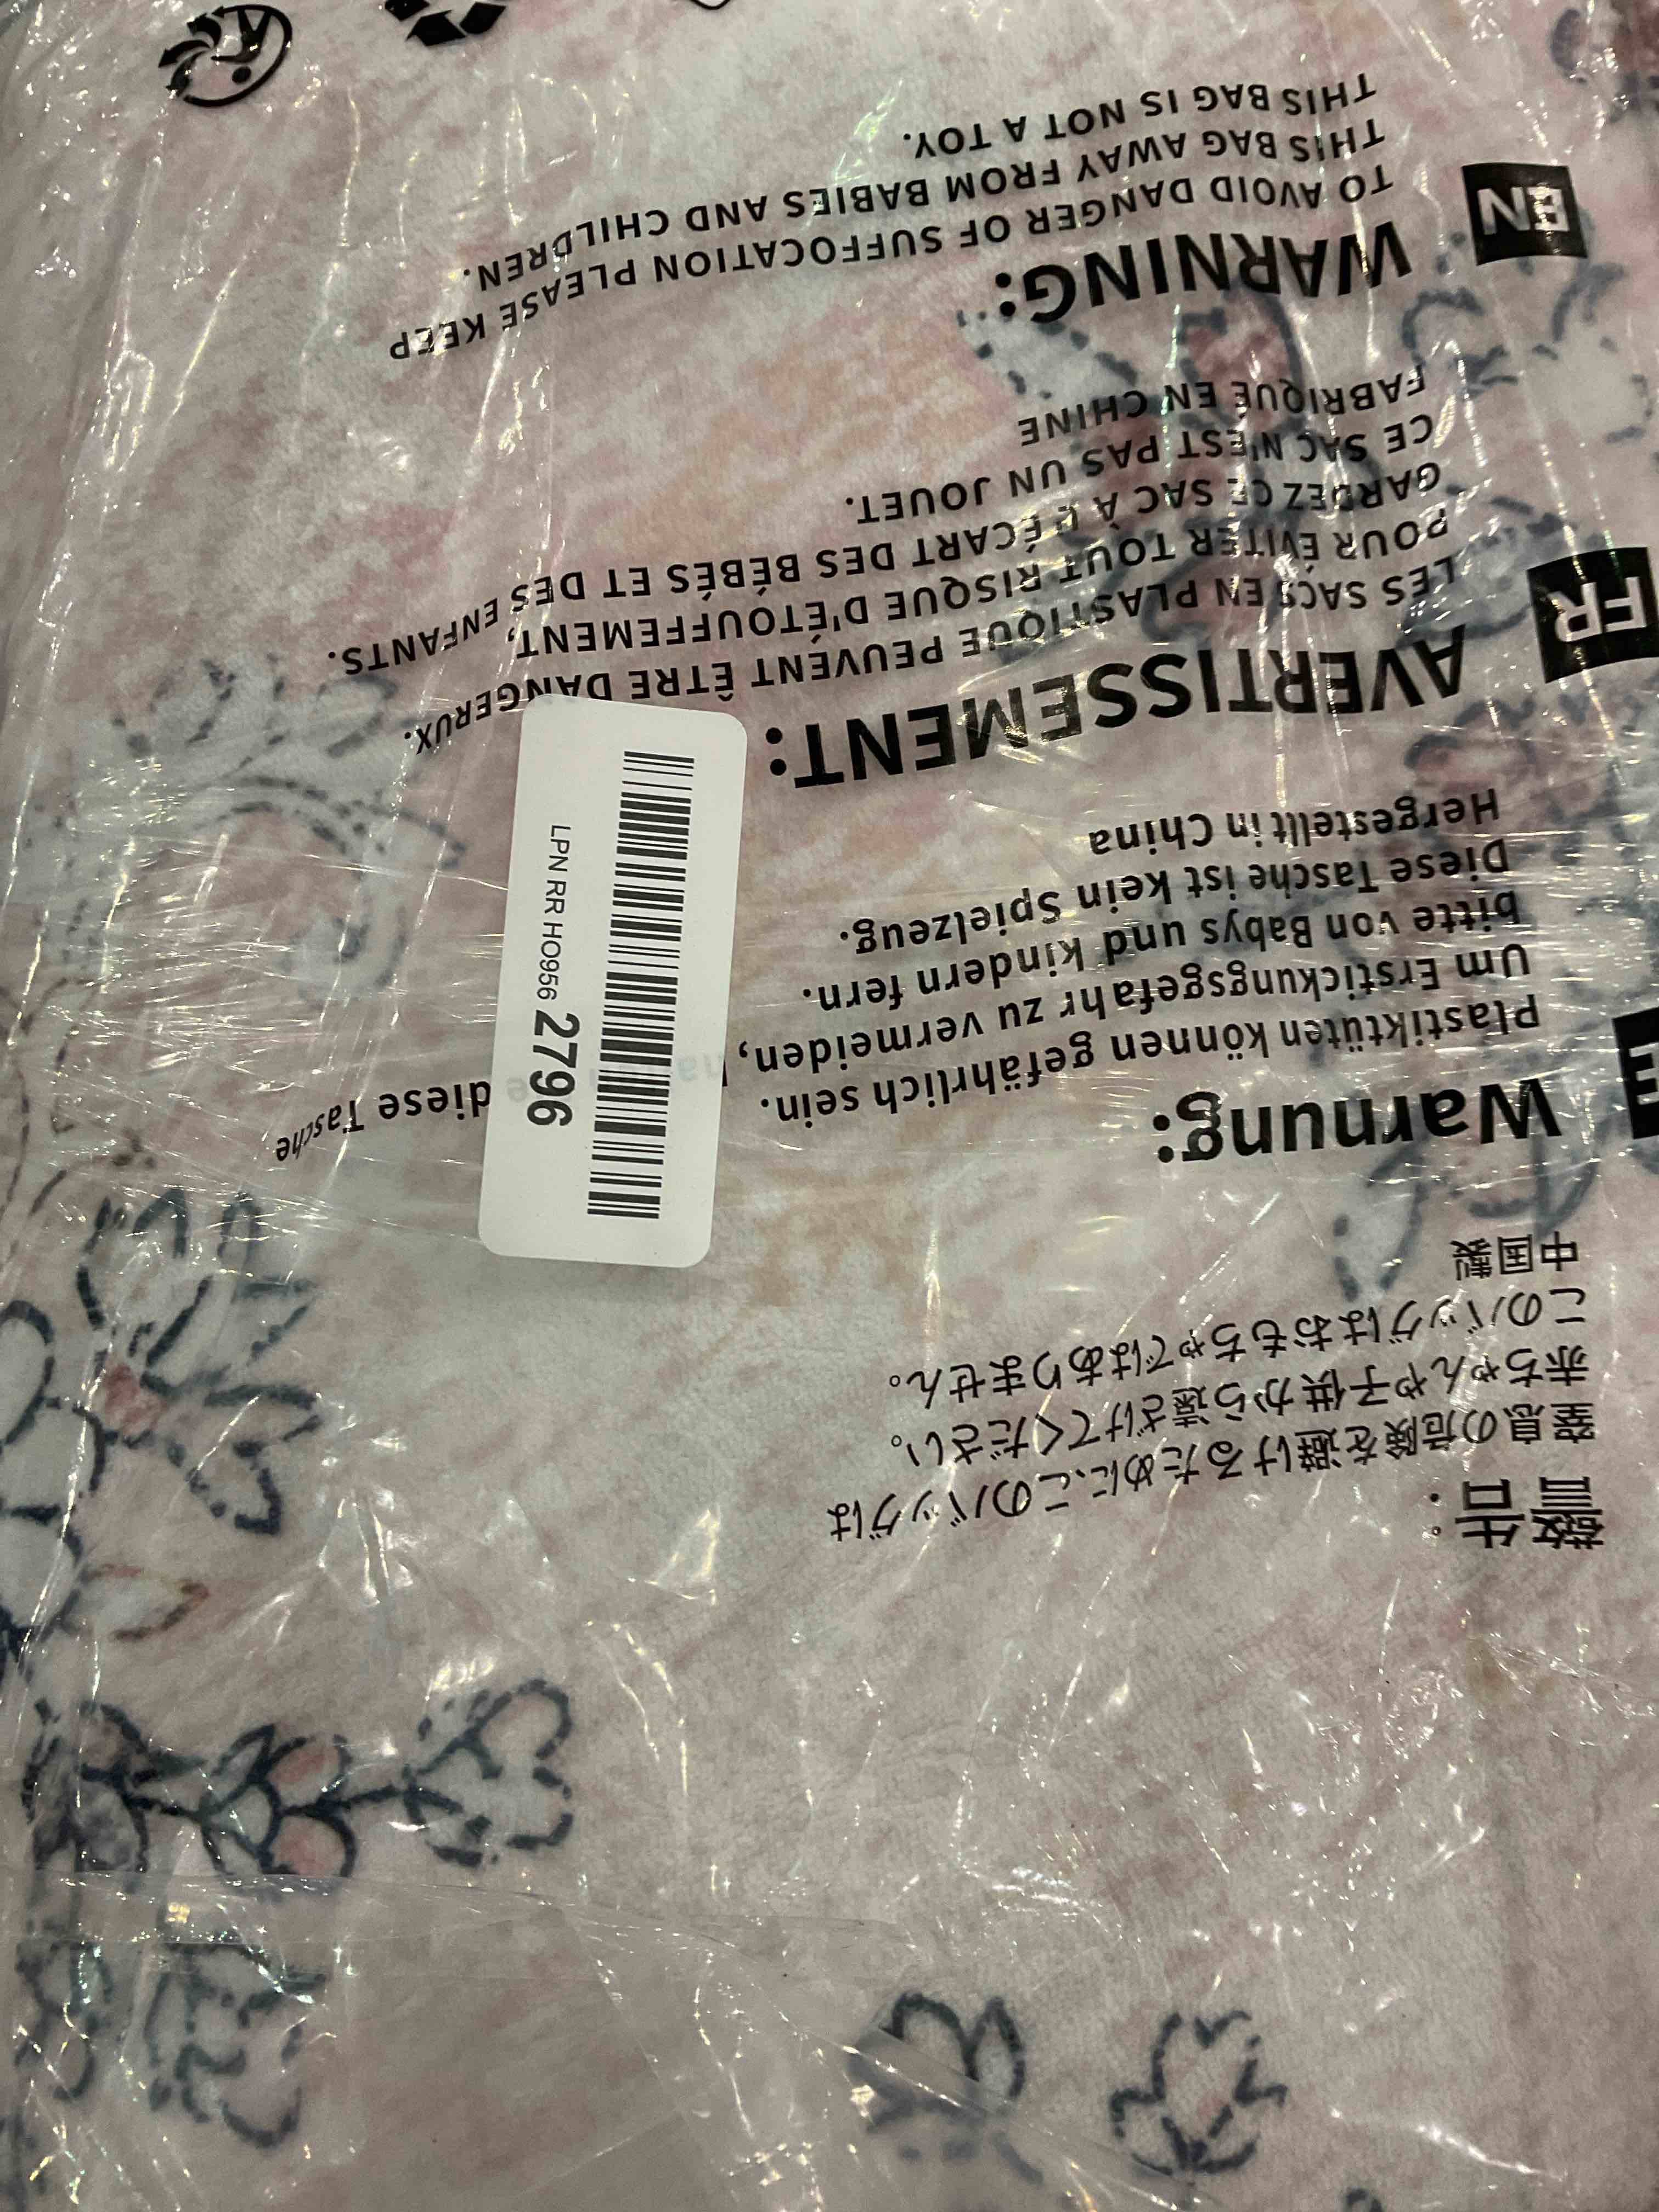 EN
WARNING:
TO AVOID DANGER OF SUFFOCATION PLEASE KEEP
THIS BAG AWAY FROM BABIES AND CHILDREN.
THIS BAG IS NOT A TOY.
FR
AVERTISSEMENT:
LES SACS EN PLASTIQUE PEUVENT ÊTRE DANGERUX.
POUR ÉVITER TOUT RISQUE D'ÉTOUFFEMENT,
GARDEZ CE SAC À L'ÉCART DES BÉBÉS ET DES ENFANTS.
CE SAC N'EST PAS UN JOUET.
FABRIQUÉ EN CHINE
Warnung:
Plastiktüten können gefährlich sein.
Um Erstickungsgefahr zu vermeiden, diese Tasche
bitte von Babys und kindern fern.
Diese Tasche ist kein Spielzeug.
Hergestellt in China
警告:
窒息の危険を避けるために、このバッグは
赤ちゃんや子供から遠ざけてください。
このバッグはおもちゃではありません。
中国製
LPN RR HO956 2796